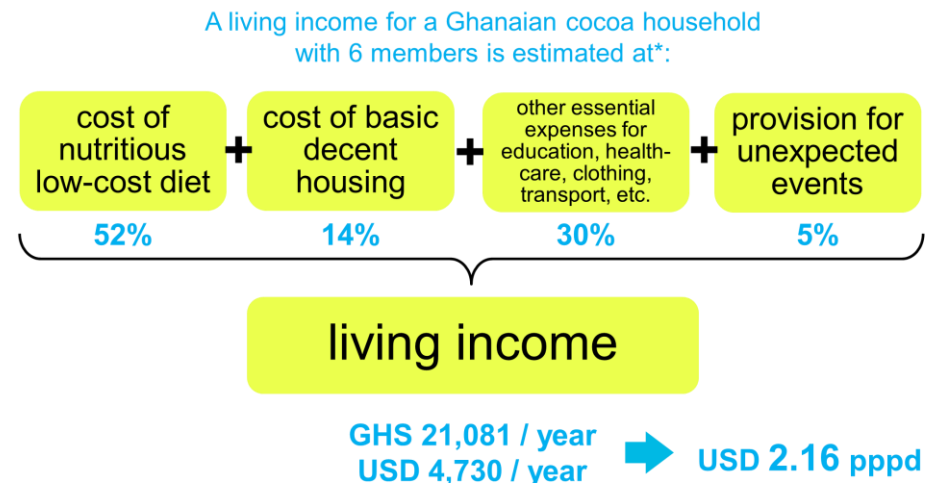 A living income for a Ghanaian cocoa household
with 6 members is estimated at*:
cost of
nutritious
low-cost diet
+
cost of basic
decent
housing
+
other essential
expenses for
education, health-
care, clothing,
transport, etc.
+
provision for
unexpected
events
52%
14%
30%
5%
living income
GHS 21,081 / year
USD 4,730 / year
USD 2.16 pppd